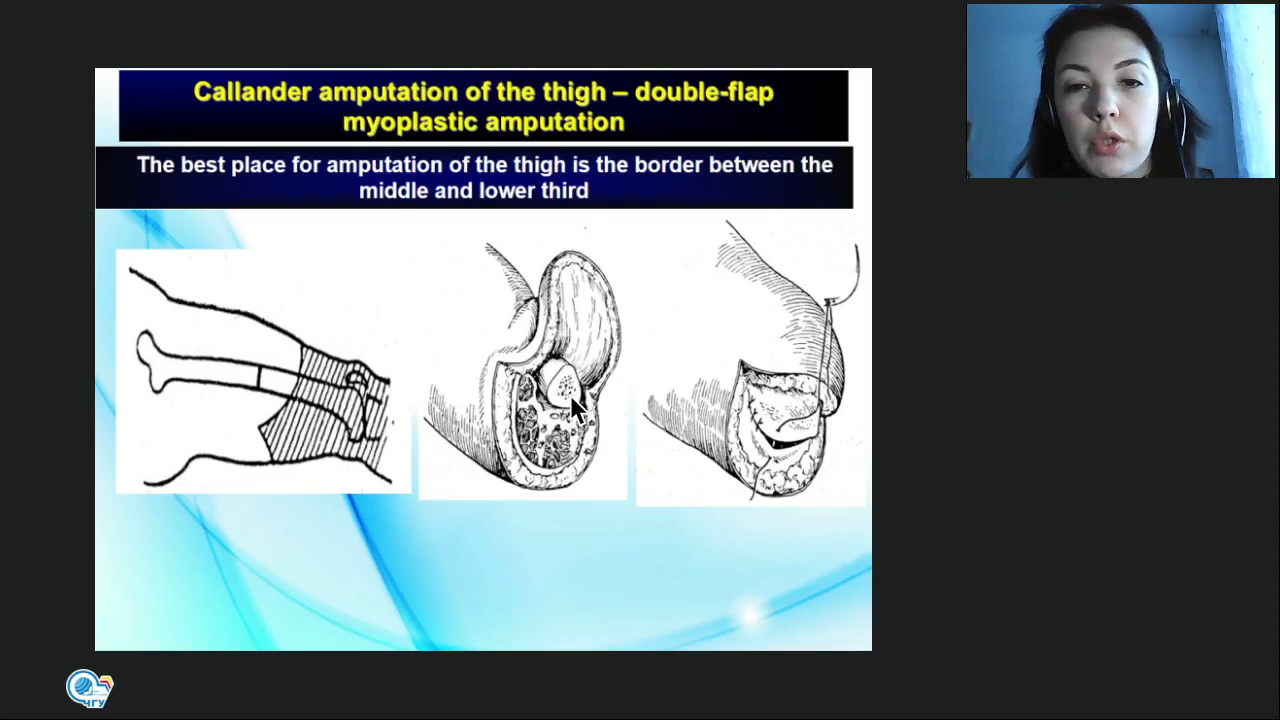 Callander amputation of the thigh – double-flap
myoplastic amputation
The best place for amputation of the thigh is the border between the
middle and lower third
ЧГУ